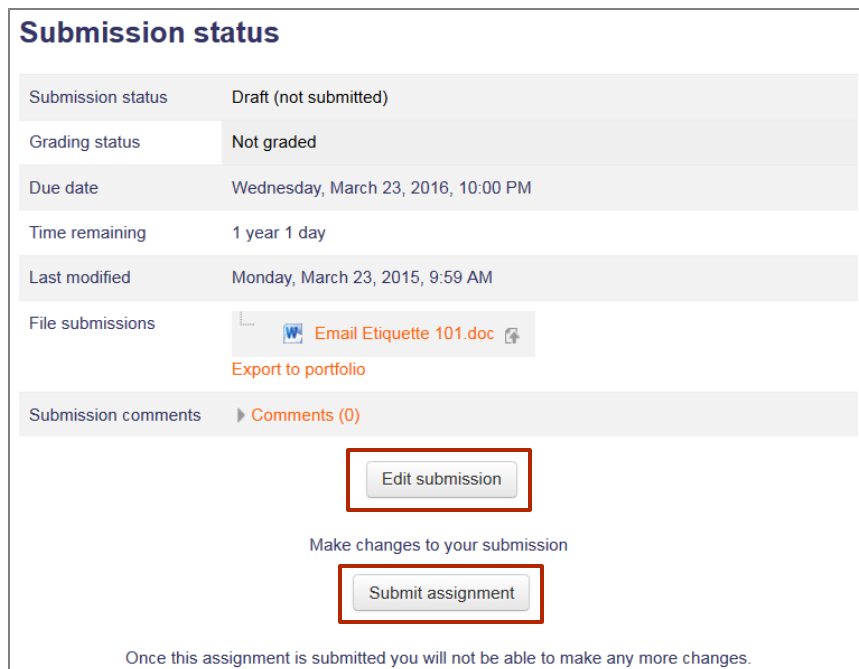 Submission status
Submission status Draft (not submitted)
Grading status Not graded
Due date Wednesday, March 23, 2016, 10:00 PM
Time remaining 1 year 1 day
Last modified Monday, March 23, 2015, 9:59 AM
File submissions Email Etiquette 101.doc
Export to portfolio
Submission comments Comments (0)
Edit submission
Make changes to your submission
Submit assignment
Once this assignment is submitted you will not be able to make any more changes.